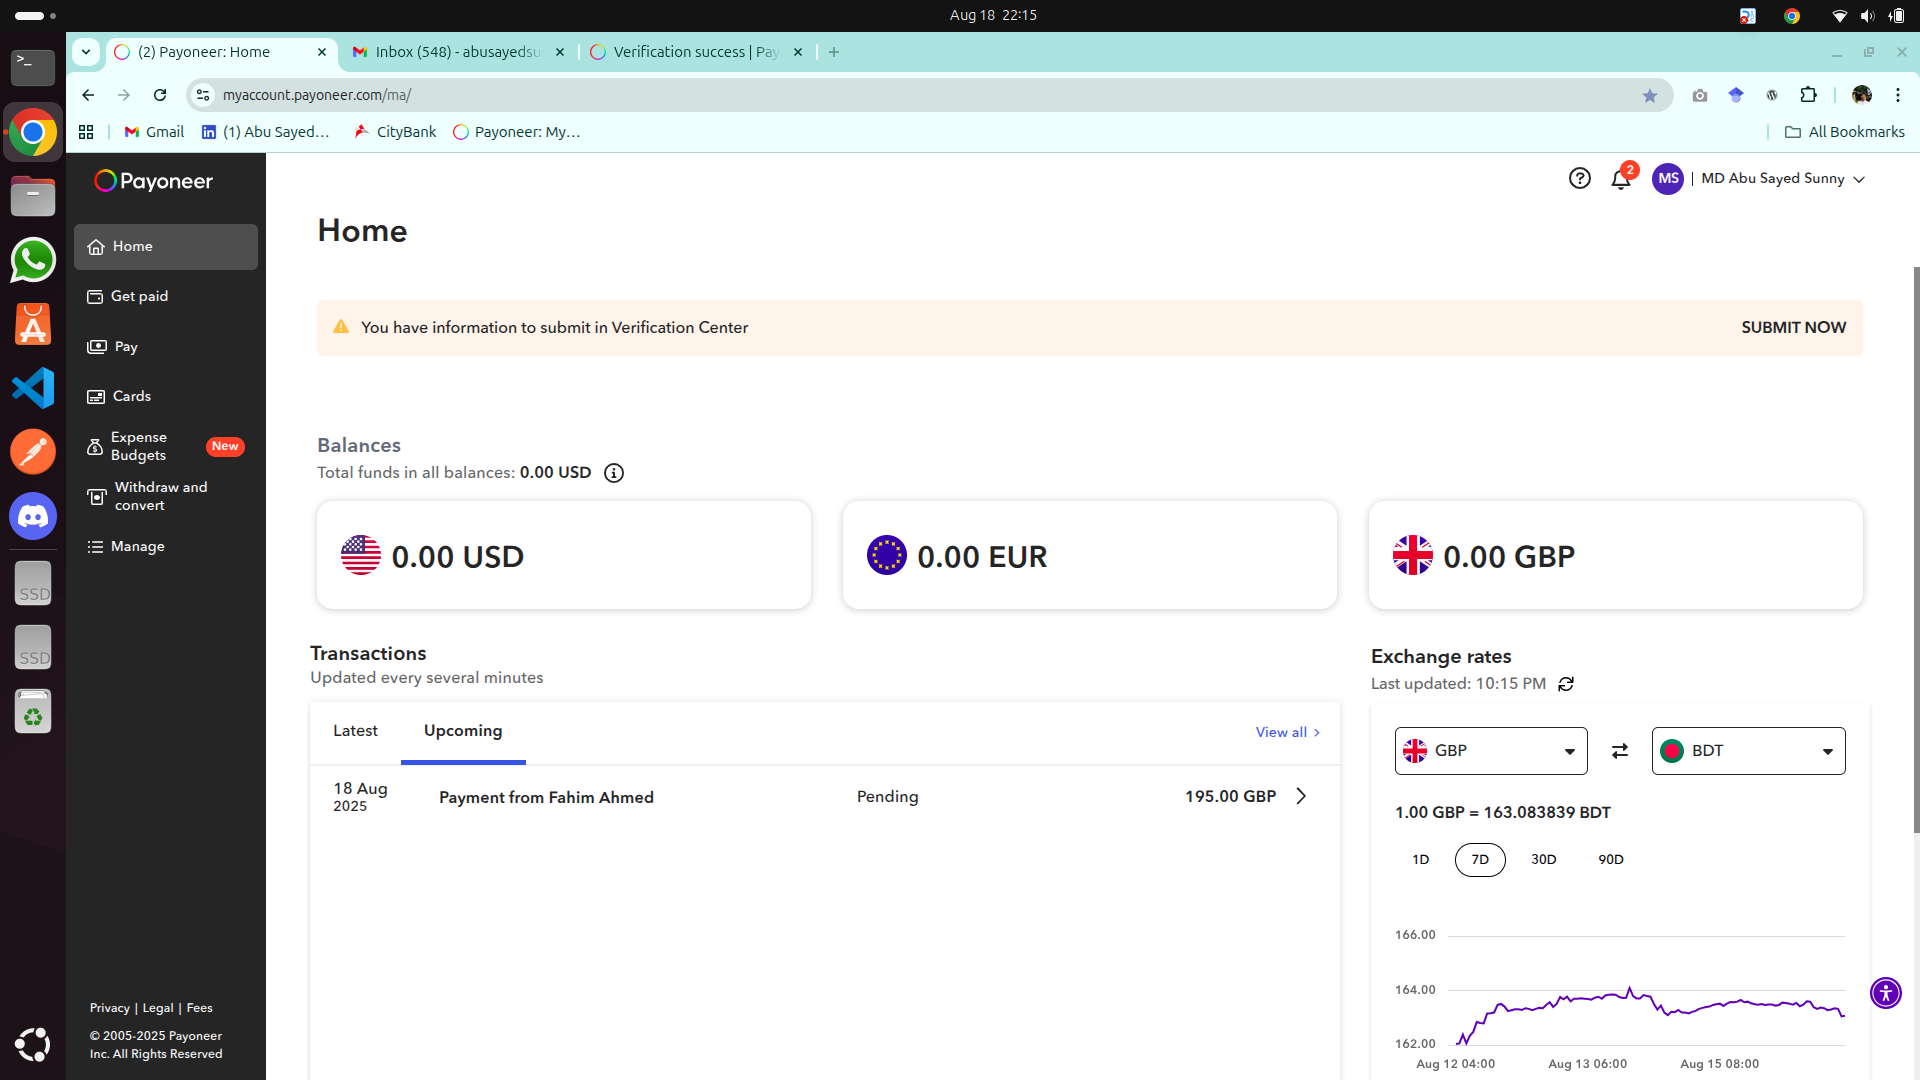 Aug 18 22:15
(2) Payoneer: Home
Inbox (548) - abusayedsu
Verification success | Pay
myaccount.payoneer.com/ma/
Gmail
(1) Abu Sayed...
CityBank
Payoneer: My...
All Bookmarks
Payoneer
2
MS
MD Abu Sayed Sunny
Home
Get paid
Pay
Cards
Expense
Budgets
New
Withdraw and
convert
Manage
Privacy | Legal | Fees
© 2005-2025 Payoneer
Inc. All Rights Reserved
SSD
SSD
Home
You have information to submit in Verification Center
SUBMIT NOW
Balances
Total funds in all balances: 0.00 USD
0.00 USD
0.00 EUR
0.00 GBP
Transactions
Updated every several minutes
Latest
Upcoming
View all
18 Aug
2025
Payment from Fahim Ahmed
Pending
195.00 GBP
Exchange rates
Last updated: 10:15 PM
GBP
BDT
1.00 GBP = 163.083839 BDT
1D
7D
30D
90D
166.00
164.00
162.00
Aug 12 04:00
Aug 13 06:00
Aug 15 08:00